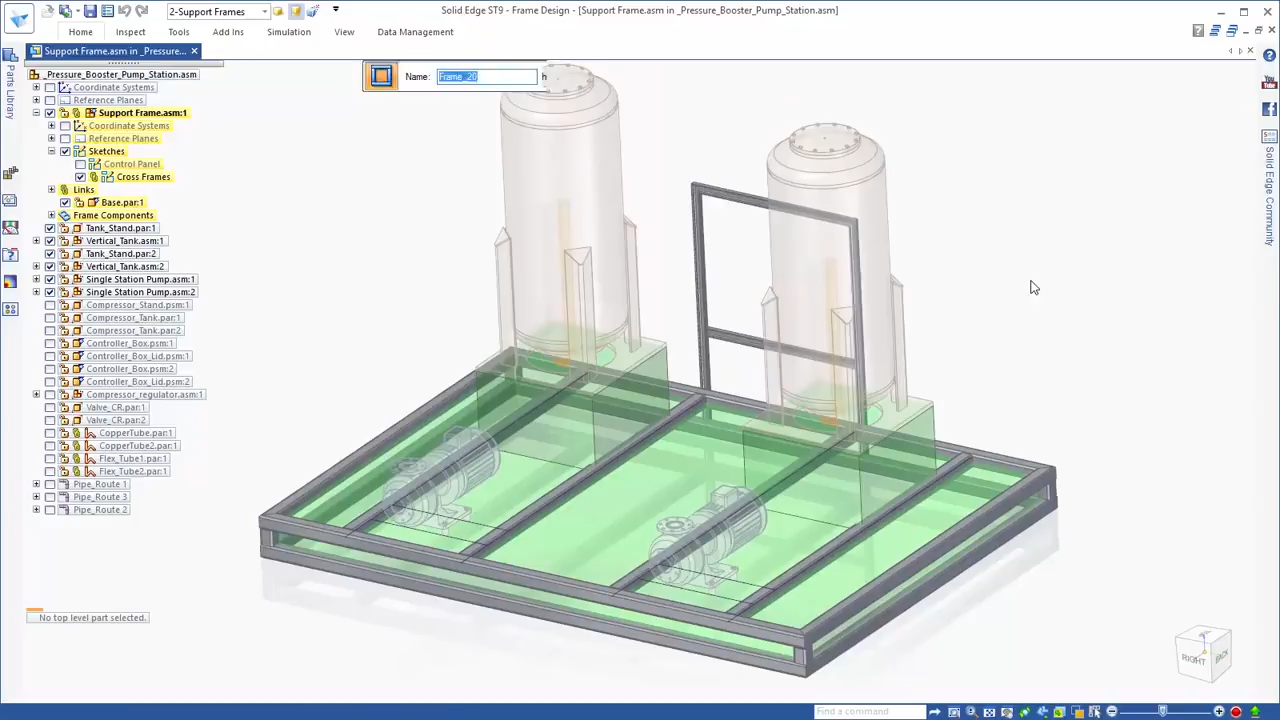 2-Support Frames
Solid Edge ST9 - Frame Design - [Support Frame.asm in _Pressure_Booster_Pump_Station.asm]
Home Inspect Tools Add Ins Simulation View Data Management
Support Frame.asm in _Pressure...
_Pressure_Booster_Pump_Station.asm
Name: Frame_20
Coordinate Systems
Reference Planes
Support Frame.asm:1
Coordinate Systems
Reference Planes
Sketches
Control Panel
Cross Frames
Links
Base.par:1
Frame Components
Tank_Stand.par:1
Vertical_Tank.asm:1
Tank_Stand.par:2
Vertical_Tank.asm:2
Single Station Pump.asm:1
Single Station Pump.asm:2
Compressor_Stand.psm:1
Compressor_Tank.par:1
Compressor_Tank.par:2
Controller_Box.psm:1
Controller_Box_Lid.psm:1
Controller_Box.psm:2
Controller_Box_Lid.psm:2
Compressor_regulator.asm:1
Valve_CR.par:1
Valve_CR.par:2
CopperTube.par:1
CopperTube2.par:1
Flex_Tube1.par:1
Flex_Tube2.par:1
Pipe_Route 1
Pipe_Route 3
Pipe_Route 2
No top level part selected.
Parts Library
You Tube
Solid Edge Community
RIGHT
BACK
Find a command